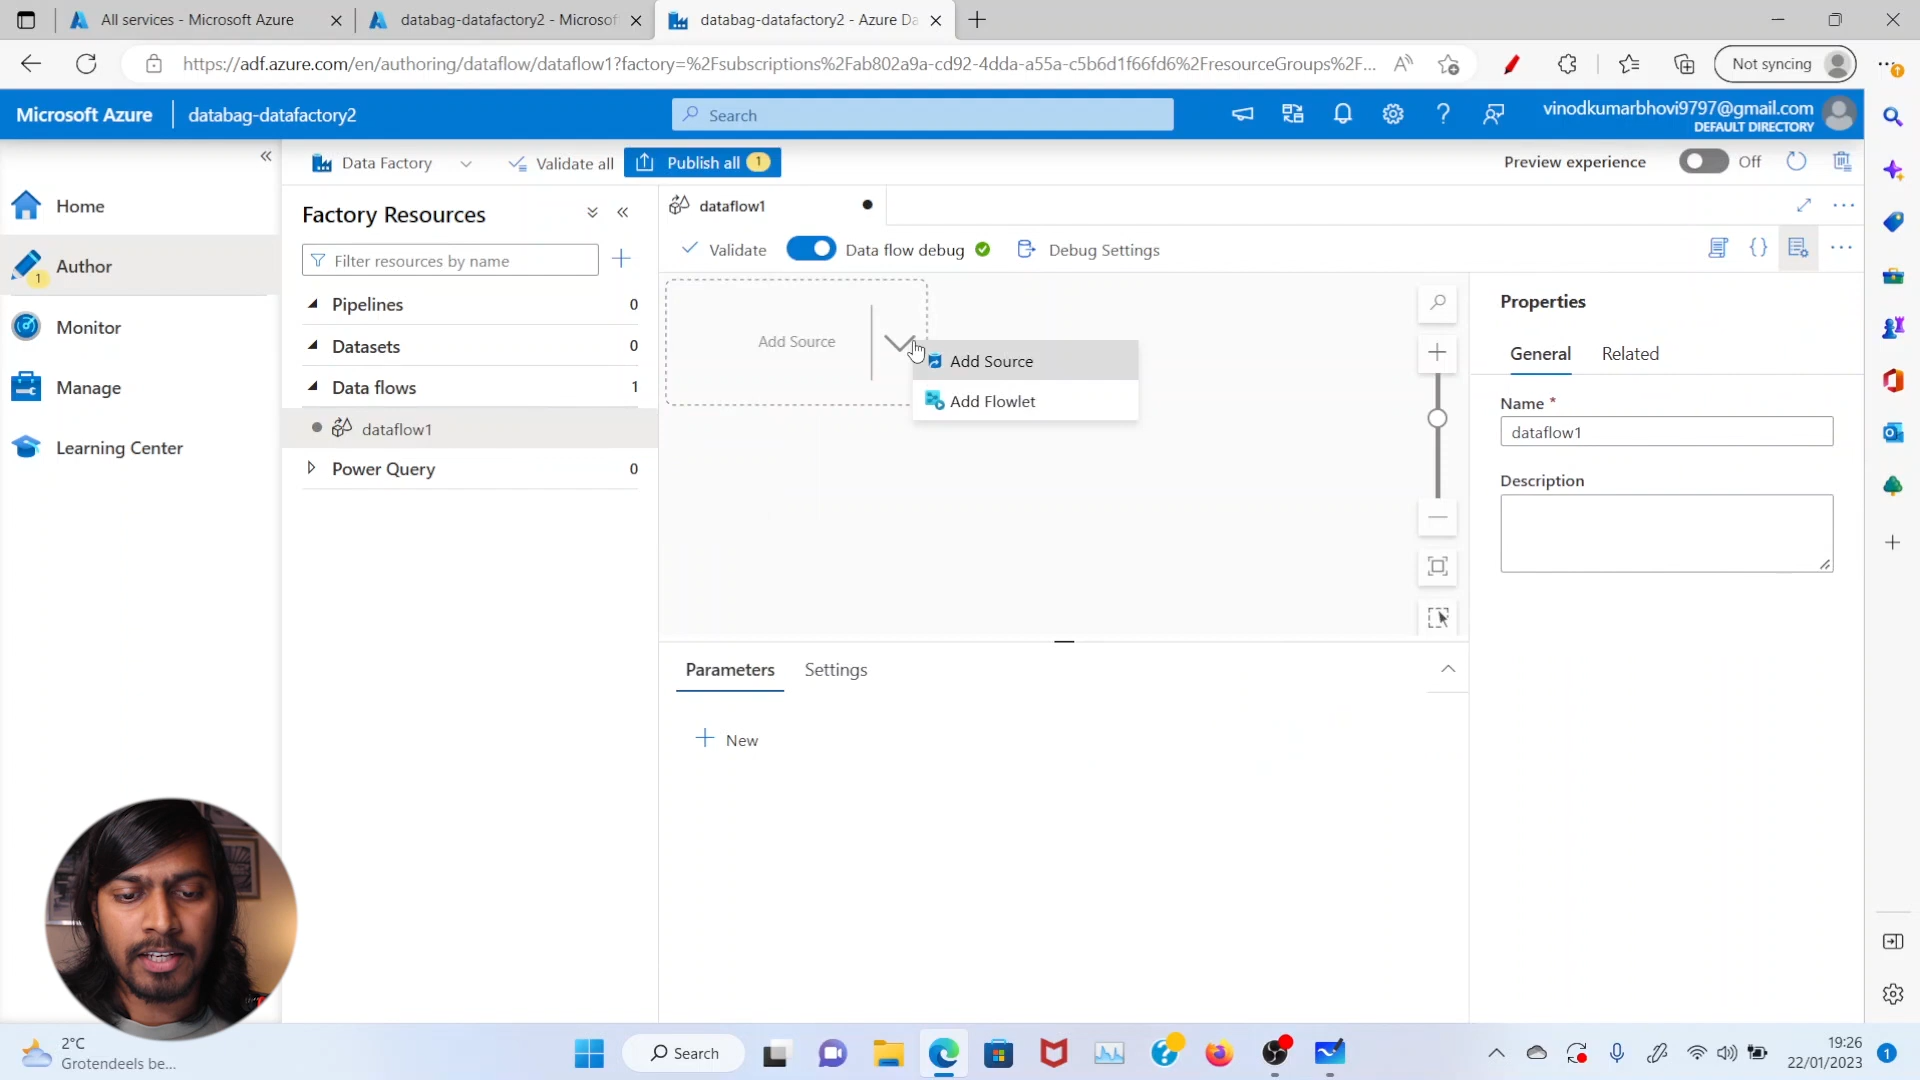 All services - Microsoft Azure
databag-datafactory2 - Microsof
databag-datafactory2 - Azure Da
https://adf.azure.com/en/authoring/dataflow/dataflow1?factory=%2Fsubscriptions%2Fab802a9a-cd92-4dda-a55a-c5b6d1f66fd6%2FresourceGroups%2F...
Not syncing
Microsoft Azure
databag-datafactory2
Search
vinodkumarbhovi9797@gmail.com
DEFAULT DIRECTORY
Data Factory
Validate all
Publish all 1
Preview experience
Off
Home
Author
1
Monitor
Manage
Learning Center
Factory Resources
Filter resources by name
Pipelines 0
Datasets 0
Data flows 1
dataflow1
Power Query 0
dataflow1
Validate
Data flow debug
Debug Settings
Add Source
Add Source
Add Flowlet
Parameters
Settings
New
Properties
General
Related
Name *
dataflow1
Description
2°C
Grotendeels be...
Search
19:26
22/01/2023
1